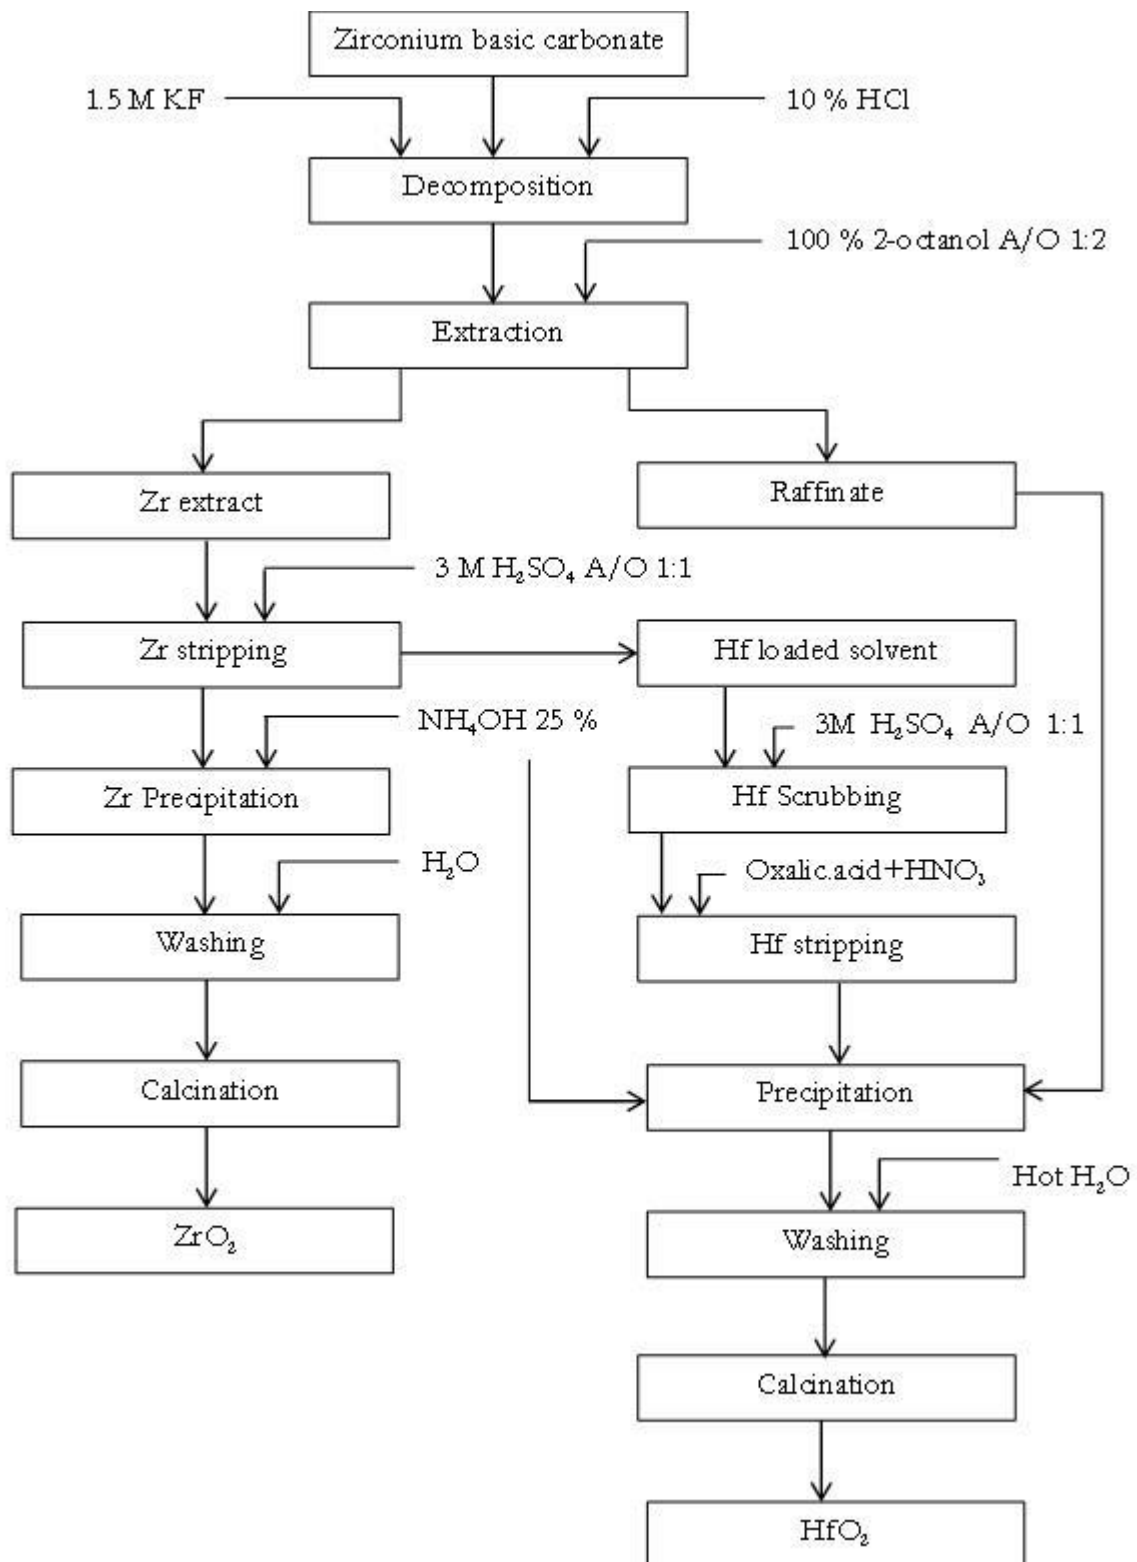 Zirconium basic carbonate
1.5 M KF
10 % HCl
Decomposition
100 % 2-octanol A/O 1:2
Extraction
Zr extract
Raffinate
3 M H₂SO₄ A/O 1:1
Zr stripping
Hf loaded solvent
NH₄OH 25 %
3M H₂SO₄ A/O 1:1
Zr Precipitation
Hf Scrubbing
H₂O
Oxalic.acid+HNO₃
Washing
Hf stripping
Calcination
Precipitation
Hot H₂O
ZrO₂
Washing
Calcination
HfO₂